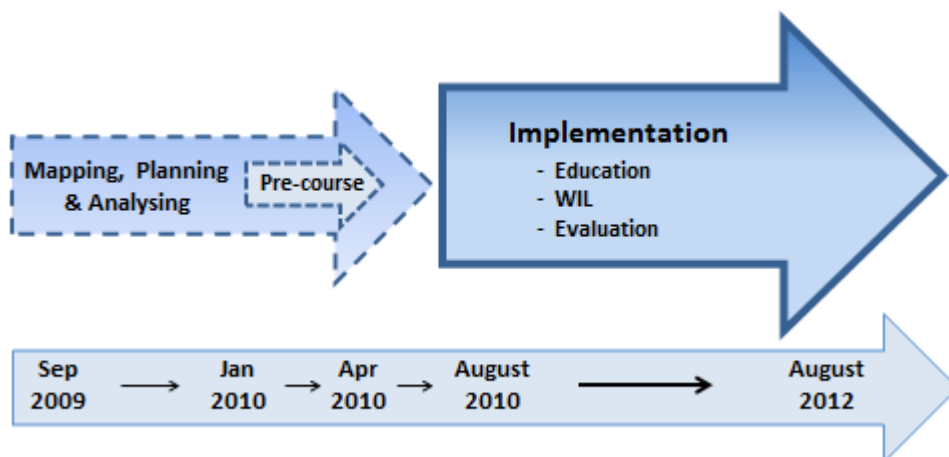 Mapping, Planning
& Analysing
Pre-course
Implementation
- Education
- WIL
- Evaluation
Sep
2009
Jan
2010
Apr
2010
August
2010
August
2012